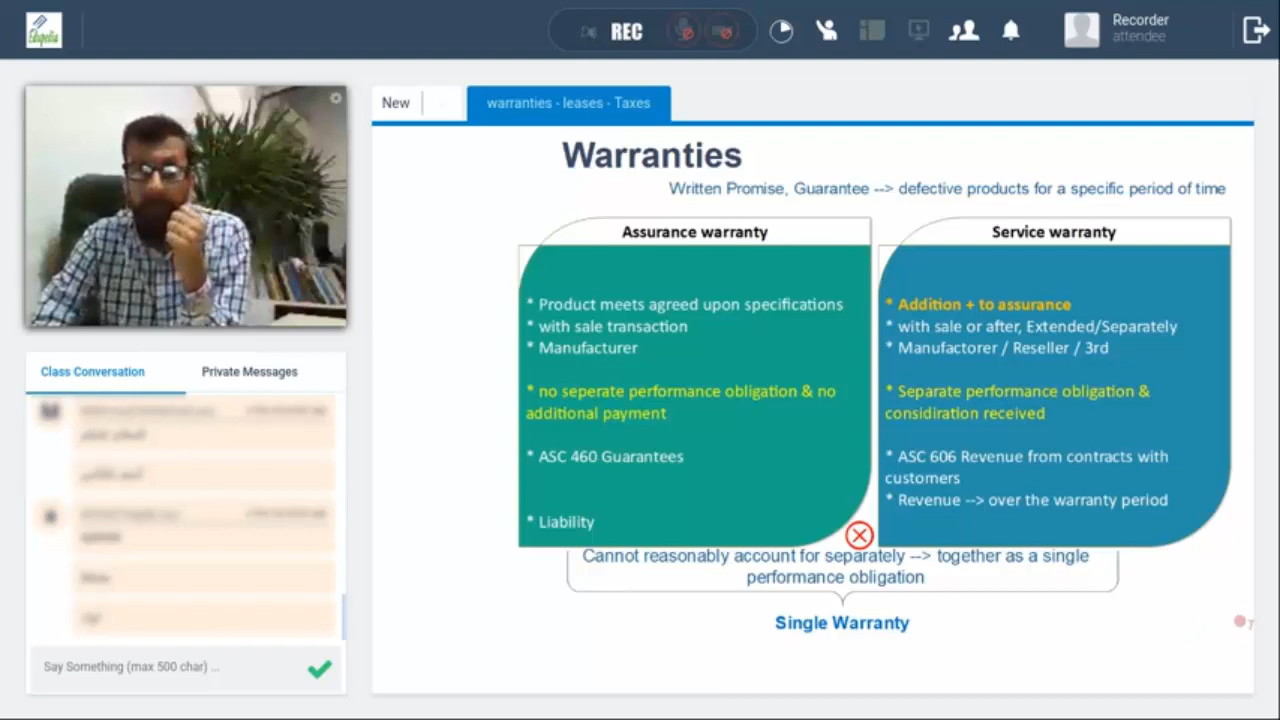 Edupedia
REC
Recorder
attendee
New
warranties - leases - Taxes
Warranties
Written Promise, Guarantee --> defective products for a specific period of time
Assurance warranty
* Product meets agreed upon specifications
* with sale transaction
* Manufacturer
* no seperate performance obligation & no
additional payment
* ASC 460 Guarantees
* Liability
Service warranty
* Addition + to assurance
* with sale or after, Extended/Separately
* Manufactorer / Reseller / 3rd
* Separate performance obligation &
considiration received
* ASC 606 Revenue from contracts with
customers
* Revenue --> over the warranty period
Cannot reasonably account for separately --> together as a single
performance obligation
Single Warranty
Class Conversation
Private Messages
Say Something (max 500 char) ...